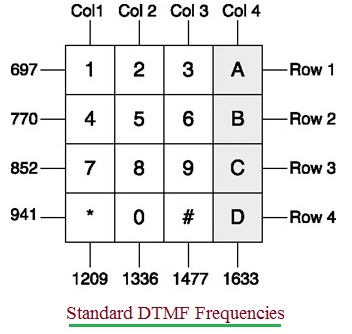 Col1 Col 2 Col 3 Col 4
697 1 2 3 A Row 1
770 4 5 6 B Row 2
852 7 8 9 C Row 3
941 * 0 # D Row 4
1209 1336 1477 1633
Standard DTMF Frequencies